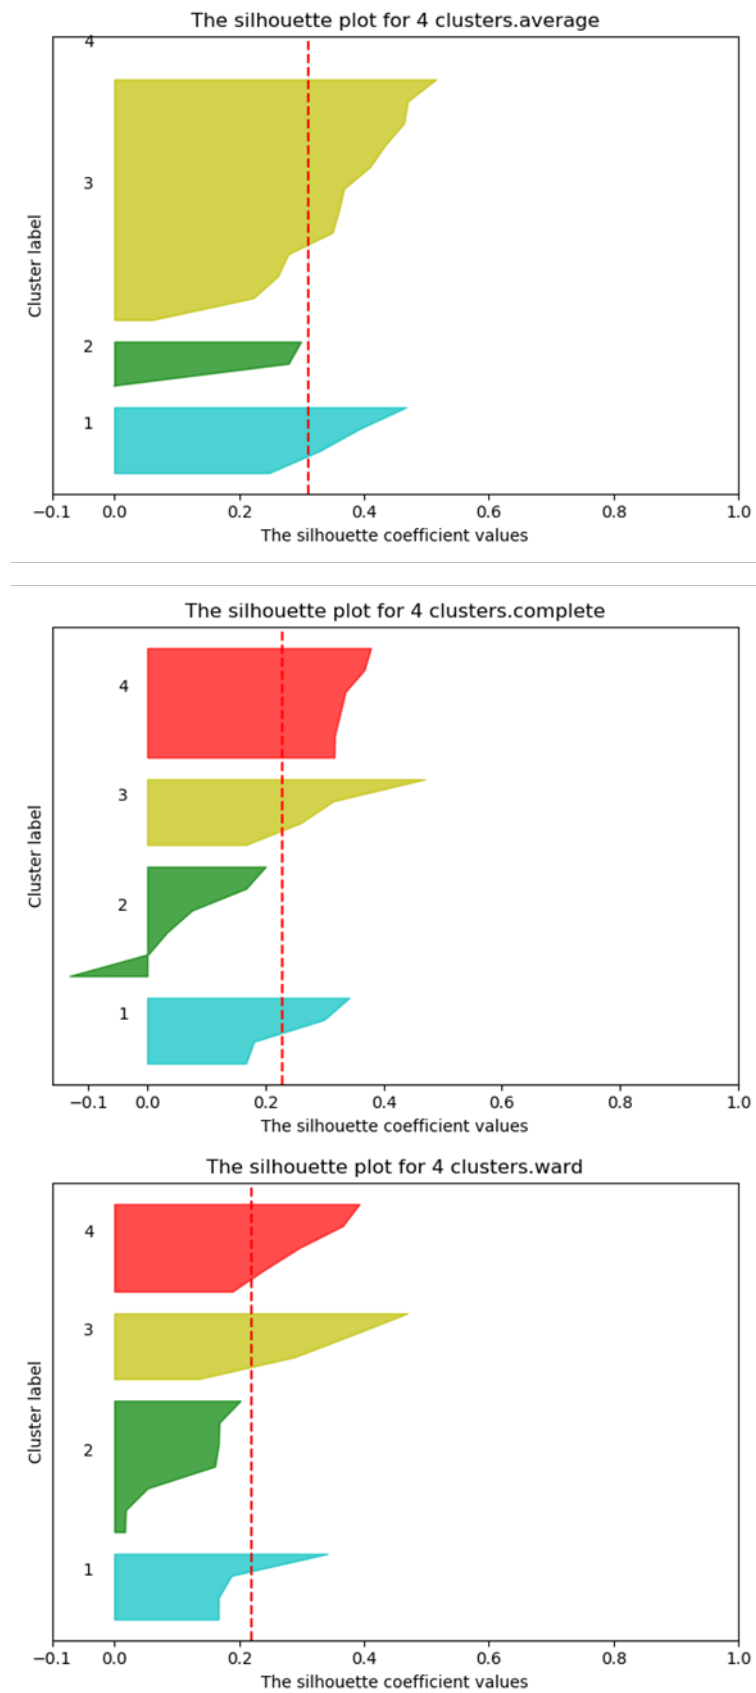 The silhouette plot for 4 clusters.average
4
3
2
1
Cluster label
−0.1 0.0 0.2 0.4 0.6 0.8 1.0
The silhouette coefficient values
The silhouette plot for 4 clusters.complete
4
3
2
1
Cluster label
−0.1 0.0 0.2 0.4 0.6 0.8 1.0
The silhouette coefficient values
The silhouette plot for 4 clusters.ward
4
3
2
1
Cluster label
−0.1 0.0 0.2 0.4 0.6 0.8 1.0
The silhouette coefficient values